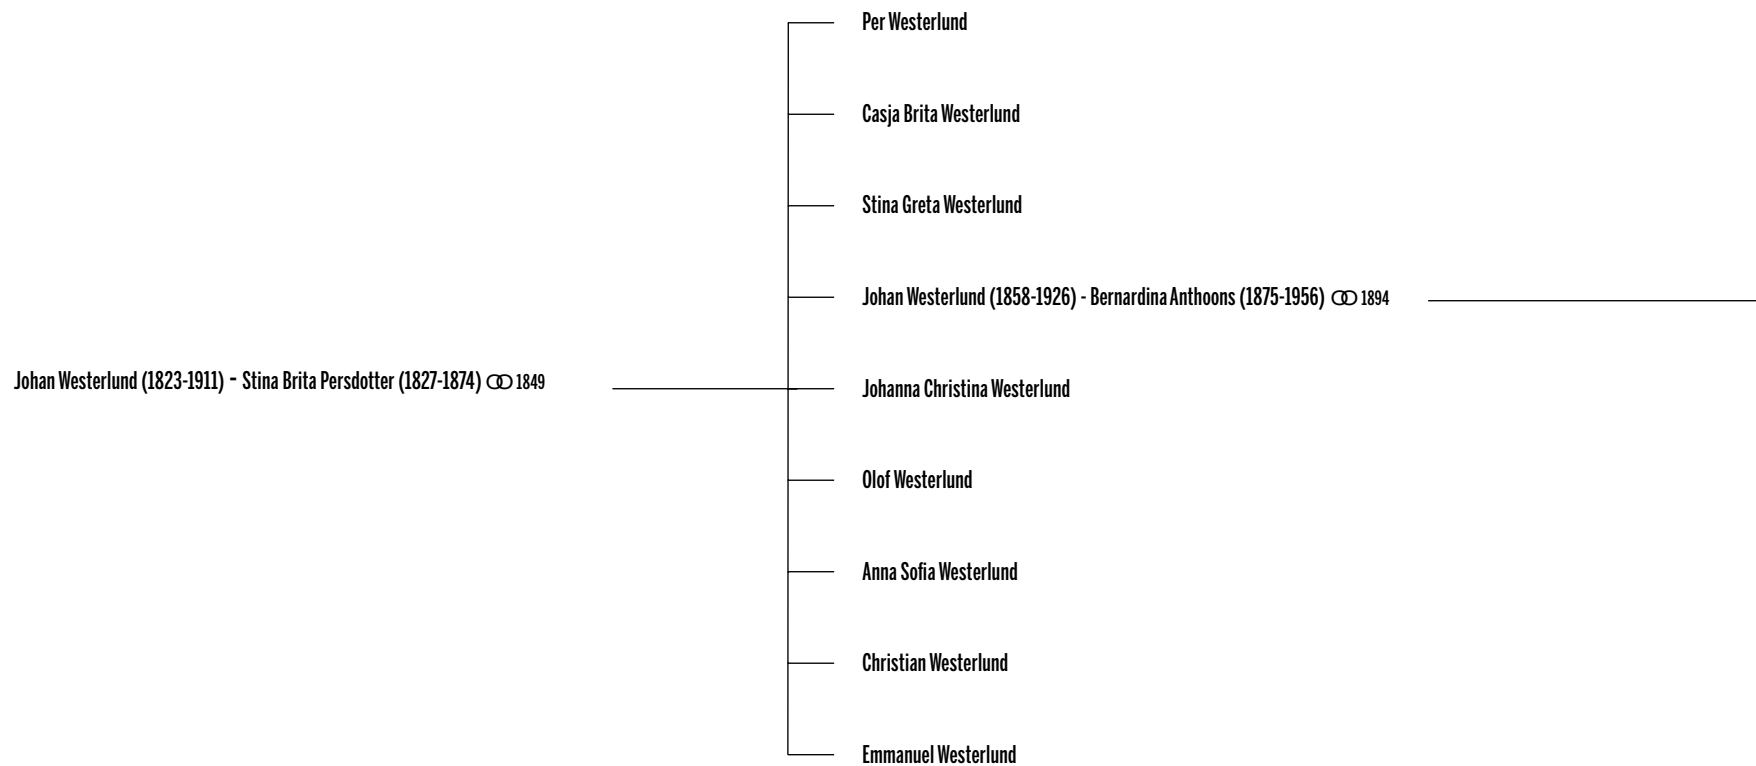 Per Westerlund
Casja Brita Westerlund
Stina Greta Westerlund
Johan Westerlund (1858-1926) - Bernardina Anthoons (1875-1956) ⚭ 1894
Johan Westerlund (1823-1911) - Stina Brita Persdotter (1827-1874) ⚭ 1849
Johanna Christina Westerlund
Olof Westerlund
Anna Sofia Westerlund
Christian Westerlund
Emmanuel Westerlund